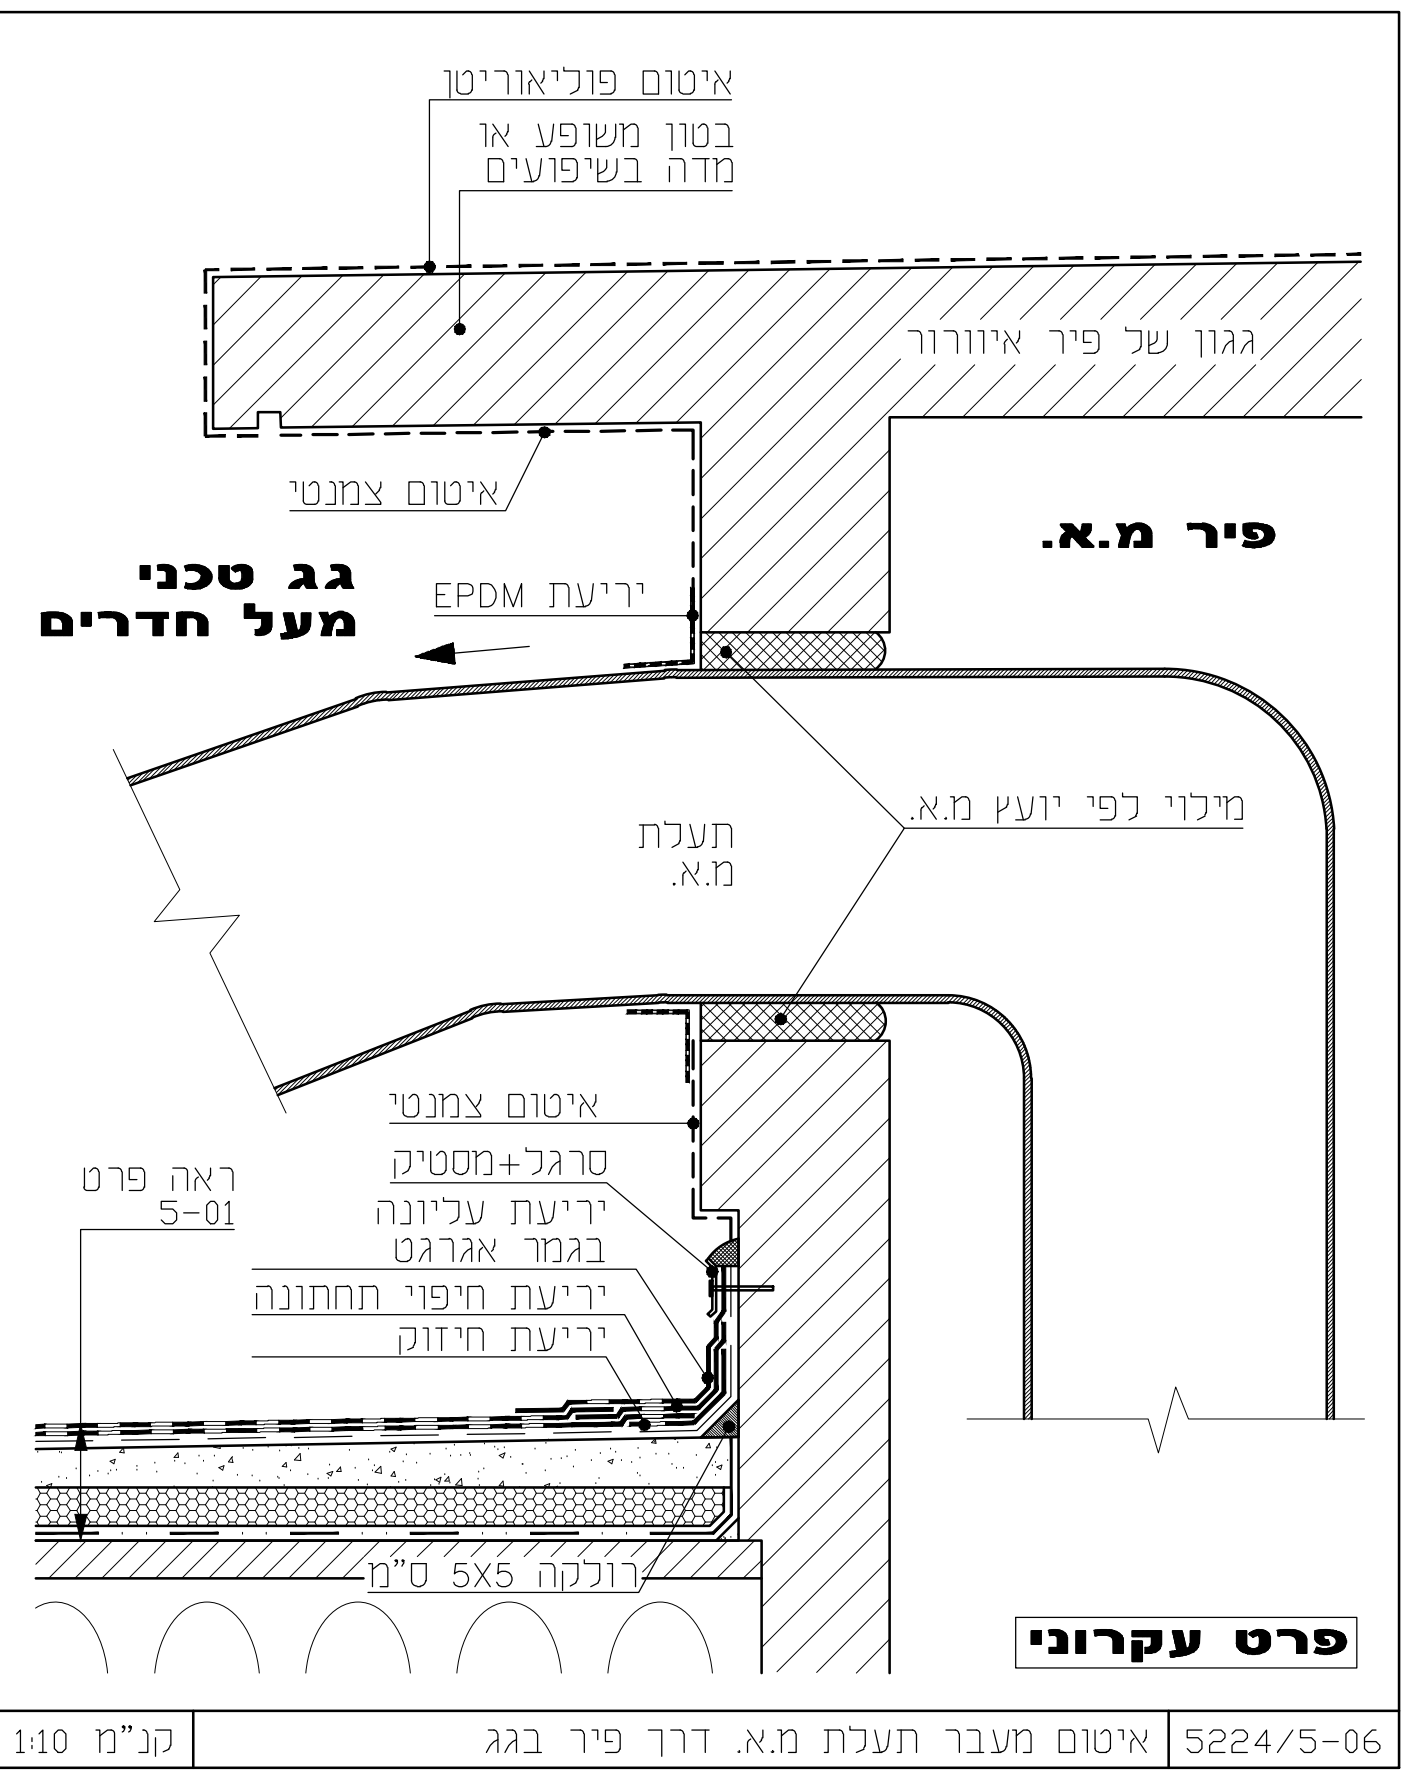 איטום פוליאוריטן
בטון משופע או
מדה בשיפועים
גגון של פיר איוורור
איטום צמנטי
פיר מ.א.
גג טכני
מעל חדרים
יריעת EPDM
מילוי לפי יועץ מ.א.
תעלת
מ.א.
איטום צמנטי
סרגל+מסטיק
ראה פרט
5-01
יריעת עליונה
בגמר אגרגט
יריעת חיפוי תחתונה
יריעת חיזוק
רולקה 5X5 ס"מ
פרט עקרוני
5224/5-06
איטום מעבר תעלת מ.א. דרך פיר בגג
קנ"מ 1:10